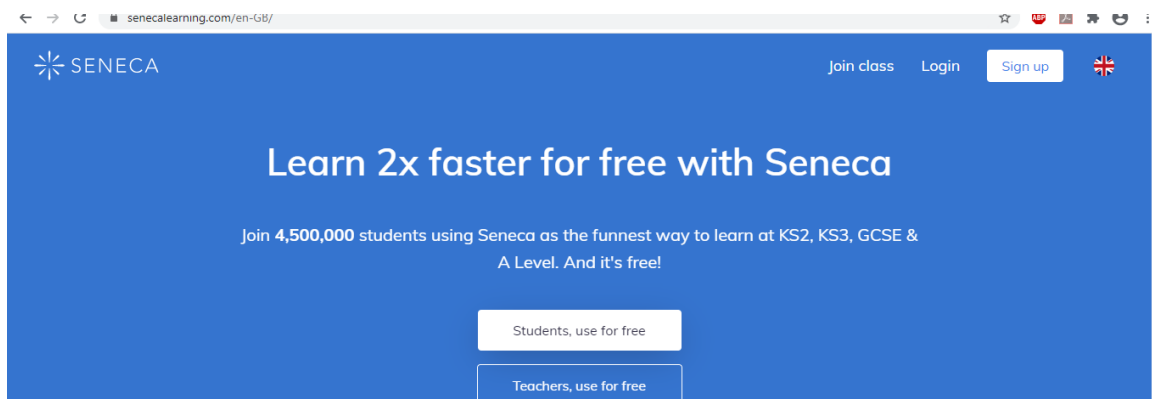 senecalearning.com/en-GB/
ABP
SENECA
Join class Login Sign up
Learn 2x faster for free with Seneca
Join 4,500,000 students using Seneca as the funnest way to learn at KS2, KS3, GCSE &
A Level. And it's free!
Students, use for free
Teachers, use for free